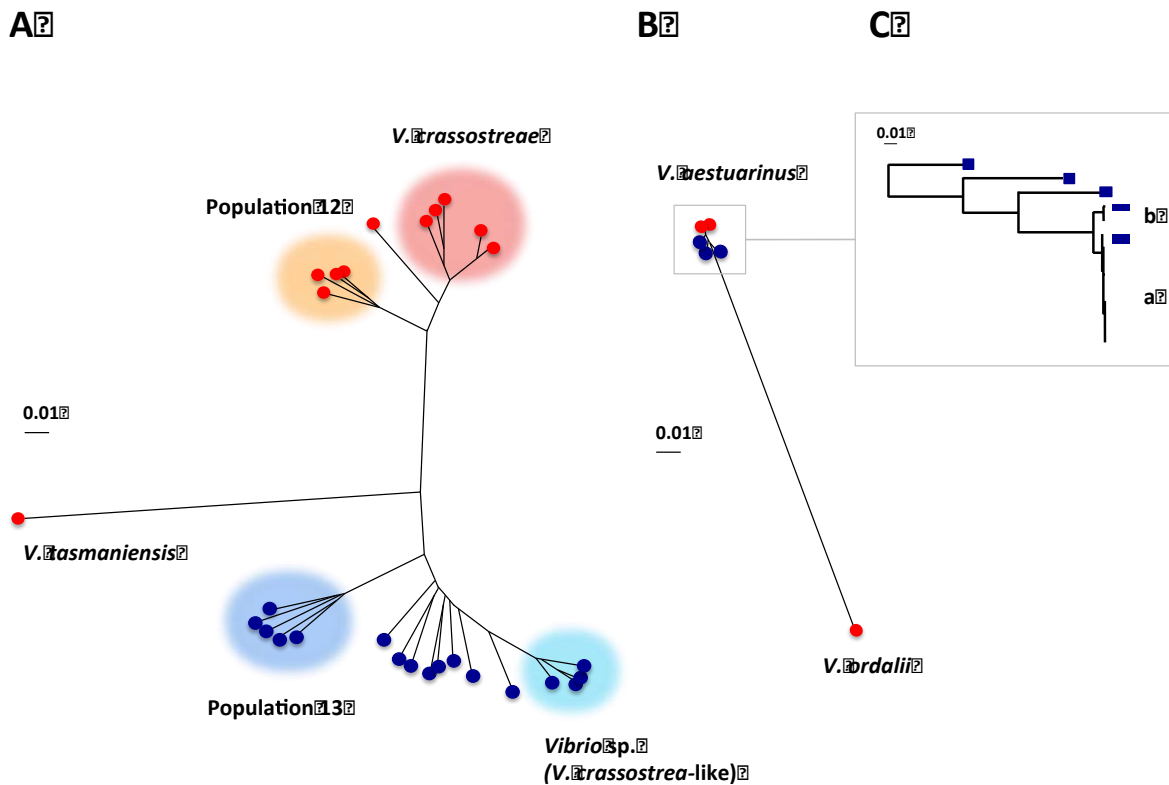 A
B
C
V. crassostreae
Population 12
0.01
V. aestuarinus
b
a
0.01
0.01
V. tasmaniensis
V. ordalii
Population 13
Vibrio sp.
(V. crassostrea-like)